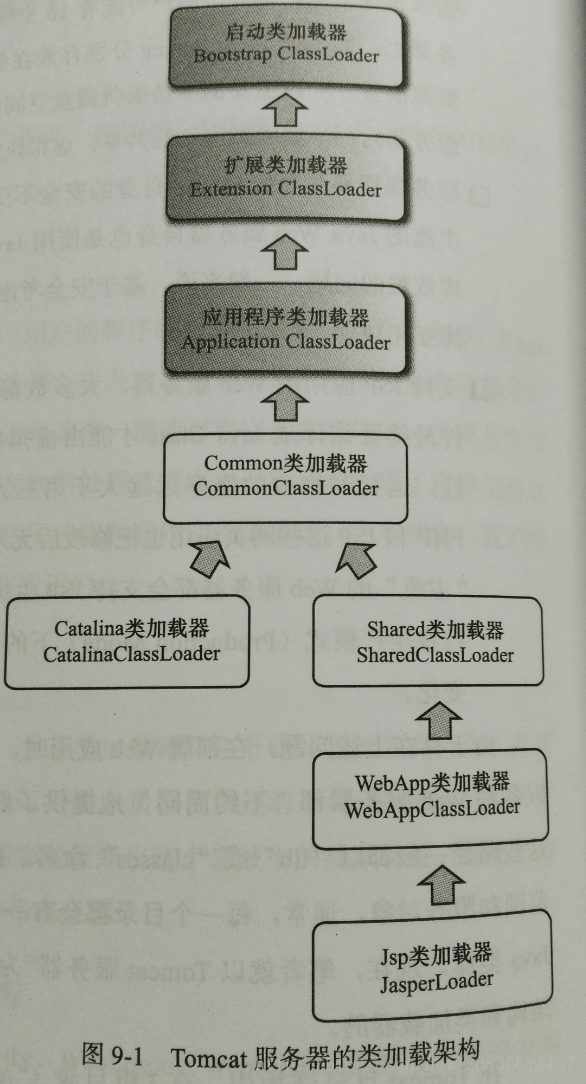 启动类加载器
Bootstrap ClassLoader
扩展类加载器
Extension ClassLoader
应用程序类加载器
Application ClassLoader
Common类加载器
CommonClassLoader
Catalina类加载器
CatalinaClassLoader
Shared类加载器
SharedClassLoader
WebApp类加载器
WebAppClassLoader
Jsp类加载器
JasperLoader
图 9-1 Tomcat 服务器的类加载架构